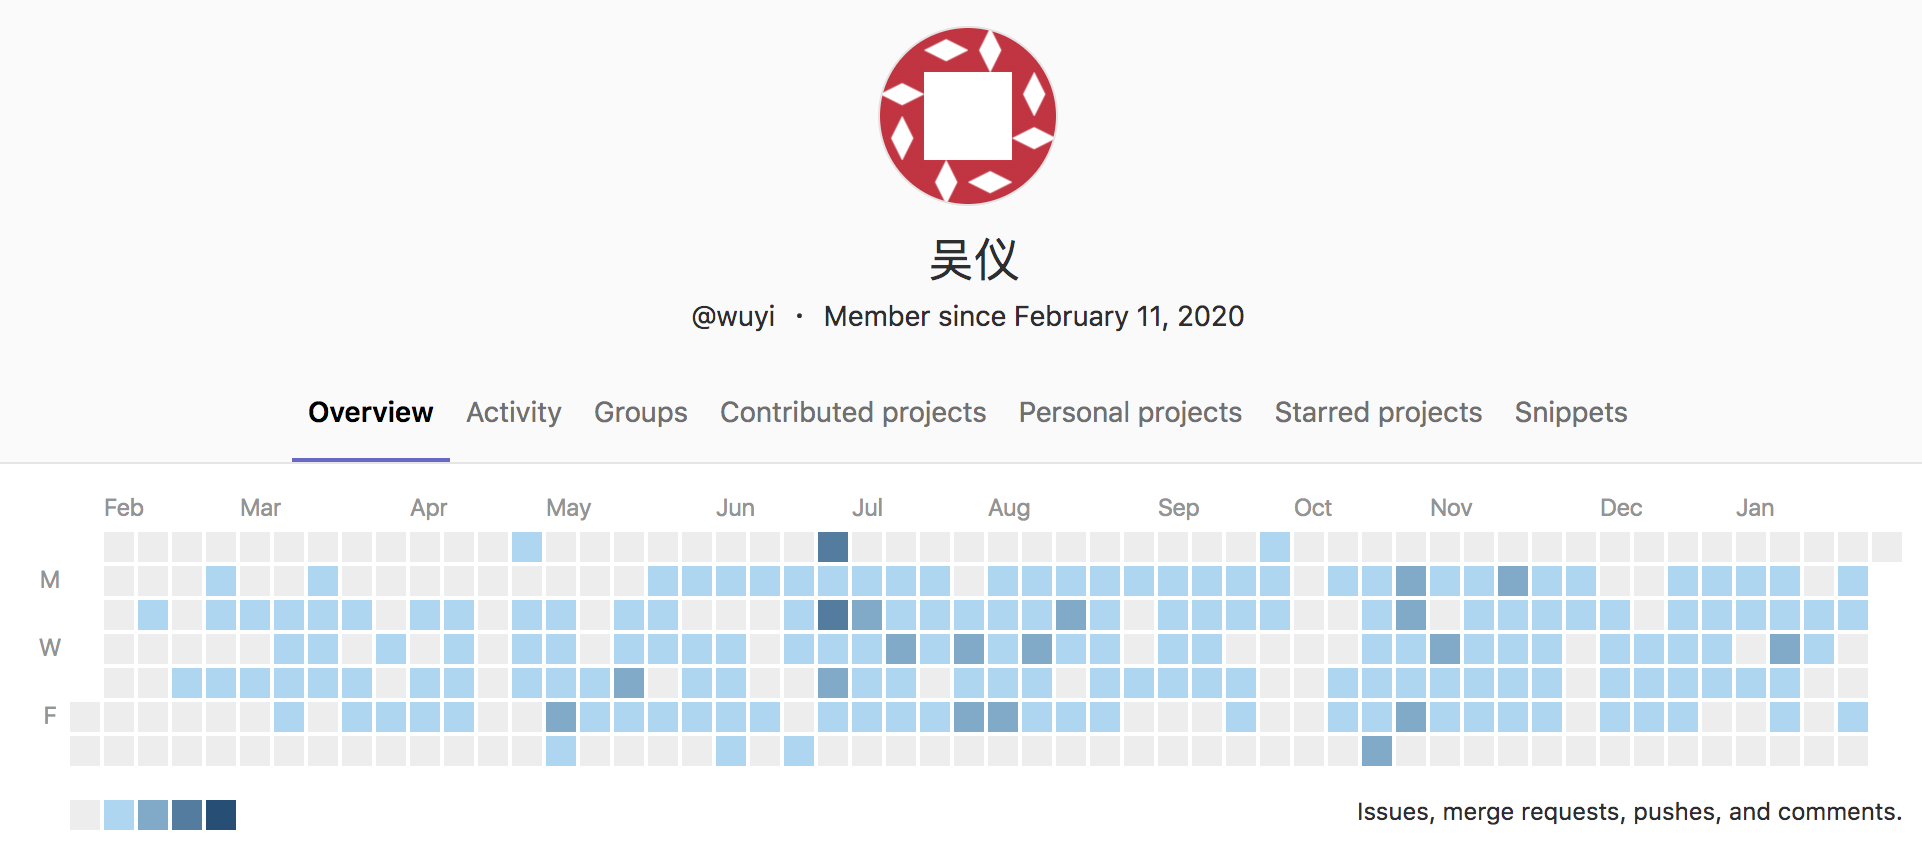 吴仪
@wuyi · Member since February 11, 2020
Overview Activity Groups Contributed projects Personal projects Starred projects Snippets
Feb Mar Apr May Jun Jul Aug Sep Oct Nov Dec Jan
M
W
F
Issues, merge requests, pushes, and comments.